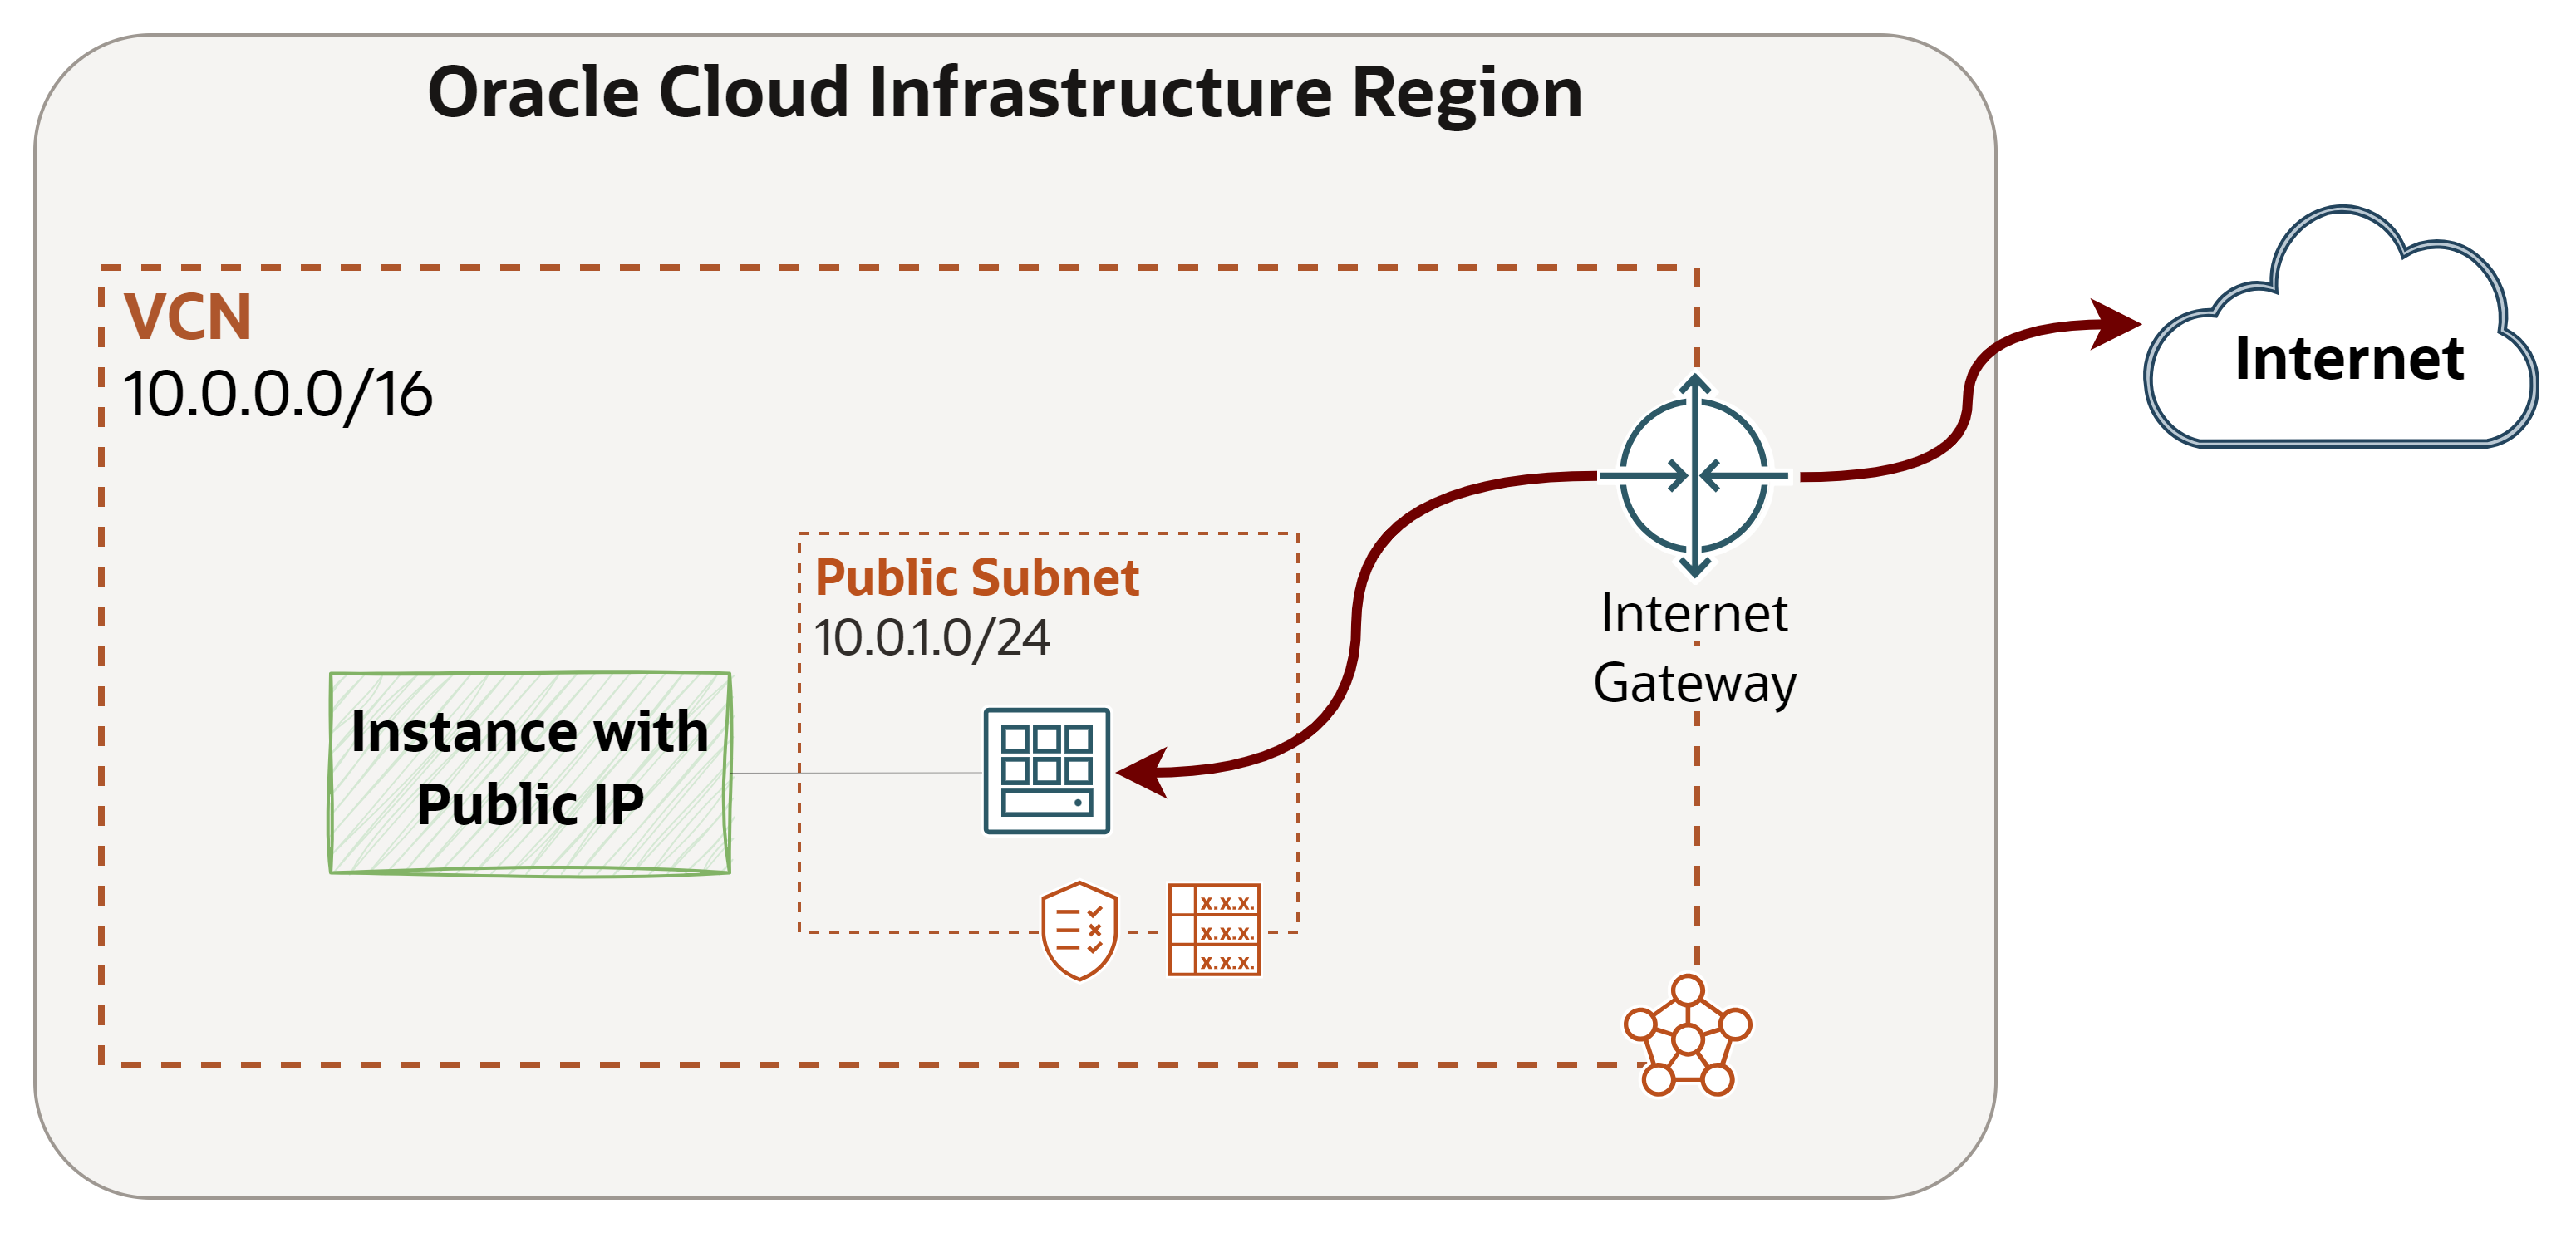 Oracle Cloud Infrastructure Region
VCN
10.0.0.0/16
Internet
Public Subnet
10.0.1.0/24
Internet
Gateway
Instance with
Public IP
x.x.x.
x.x.x.
x.x.x.